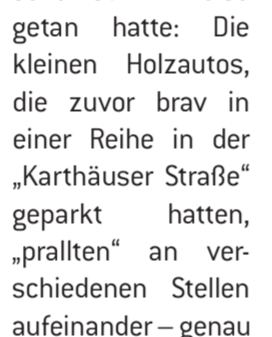 getan hatte: Die
kleinen Holzautos,
die zuvor brav in
einer Reihe in der
„Karthäuser Straße“
geparkt hatten,
„prallten“ an ver-
schiedenen Stellen
aufeinander – genau